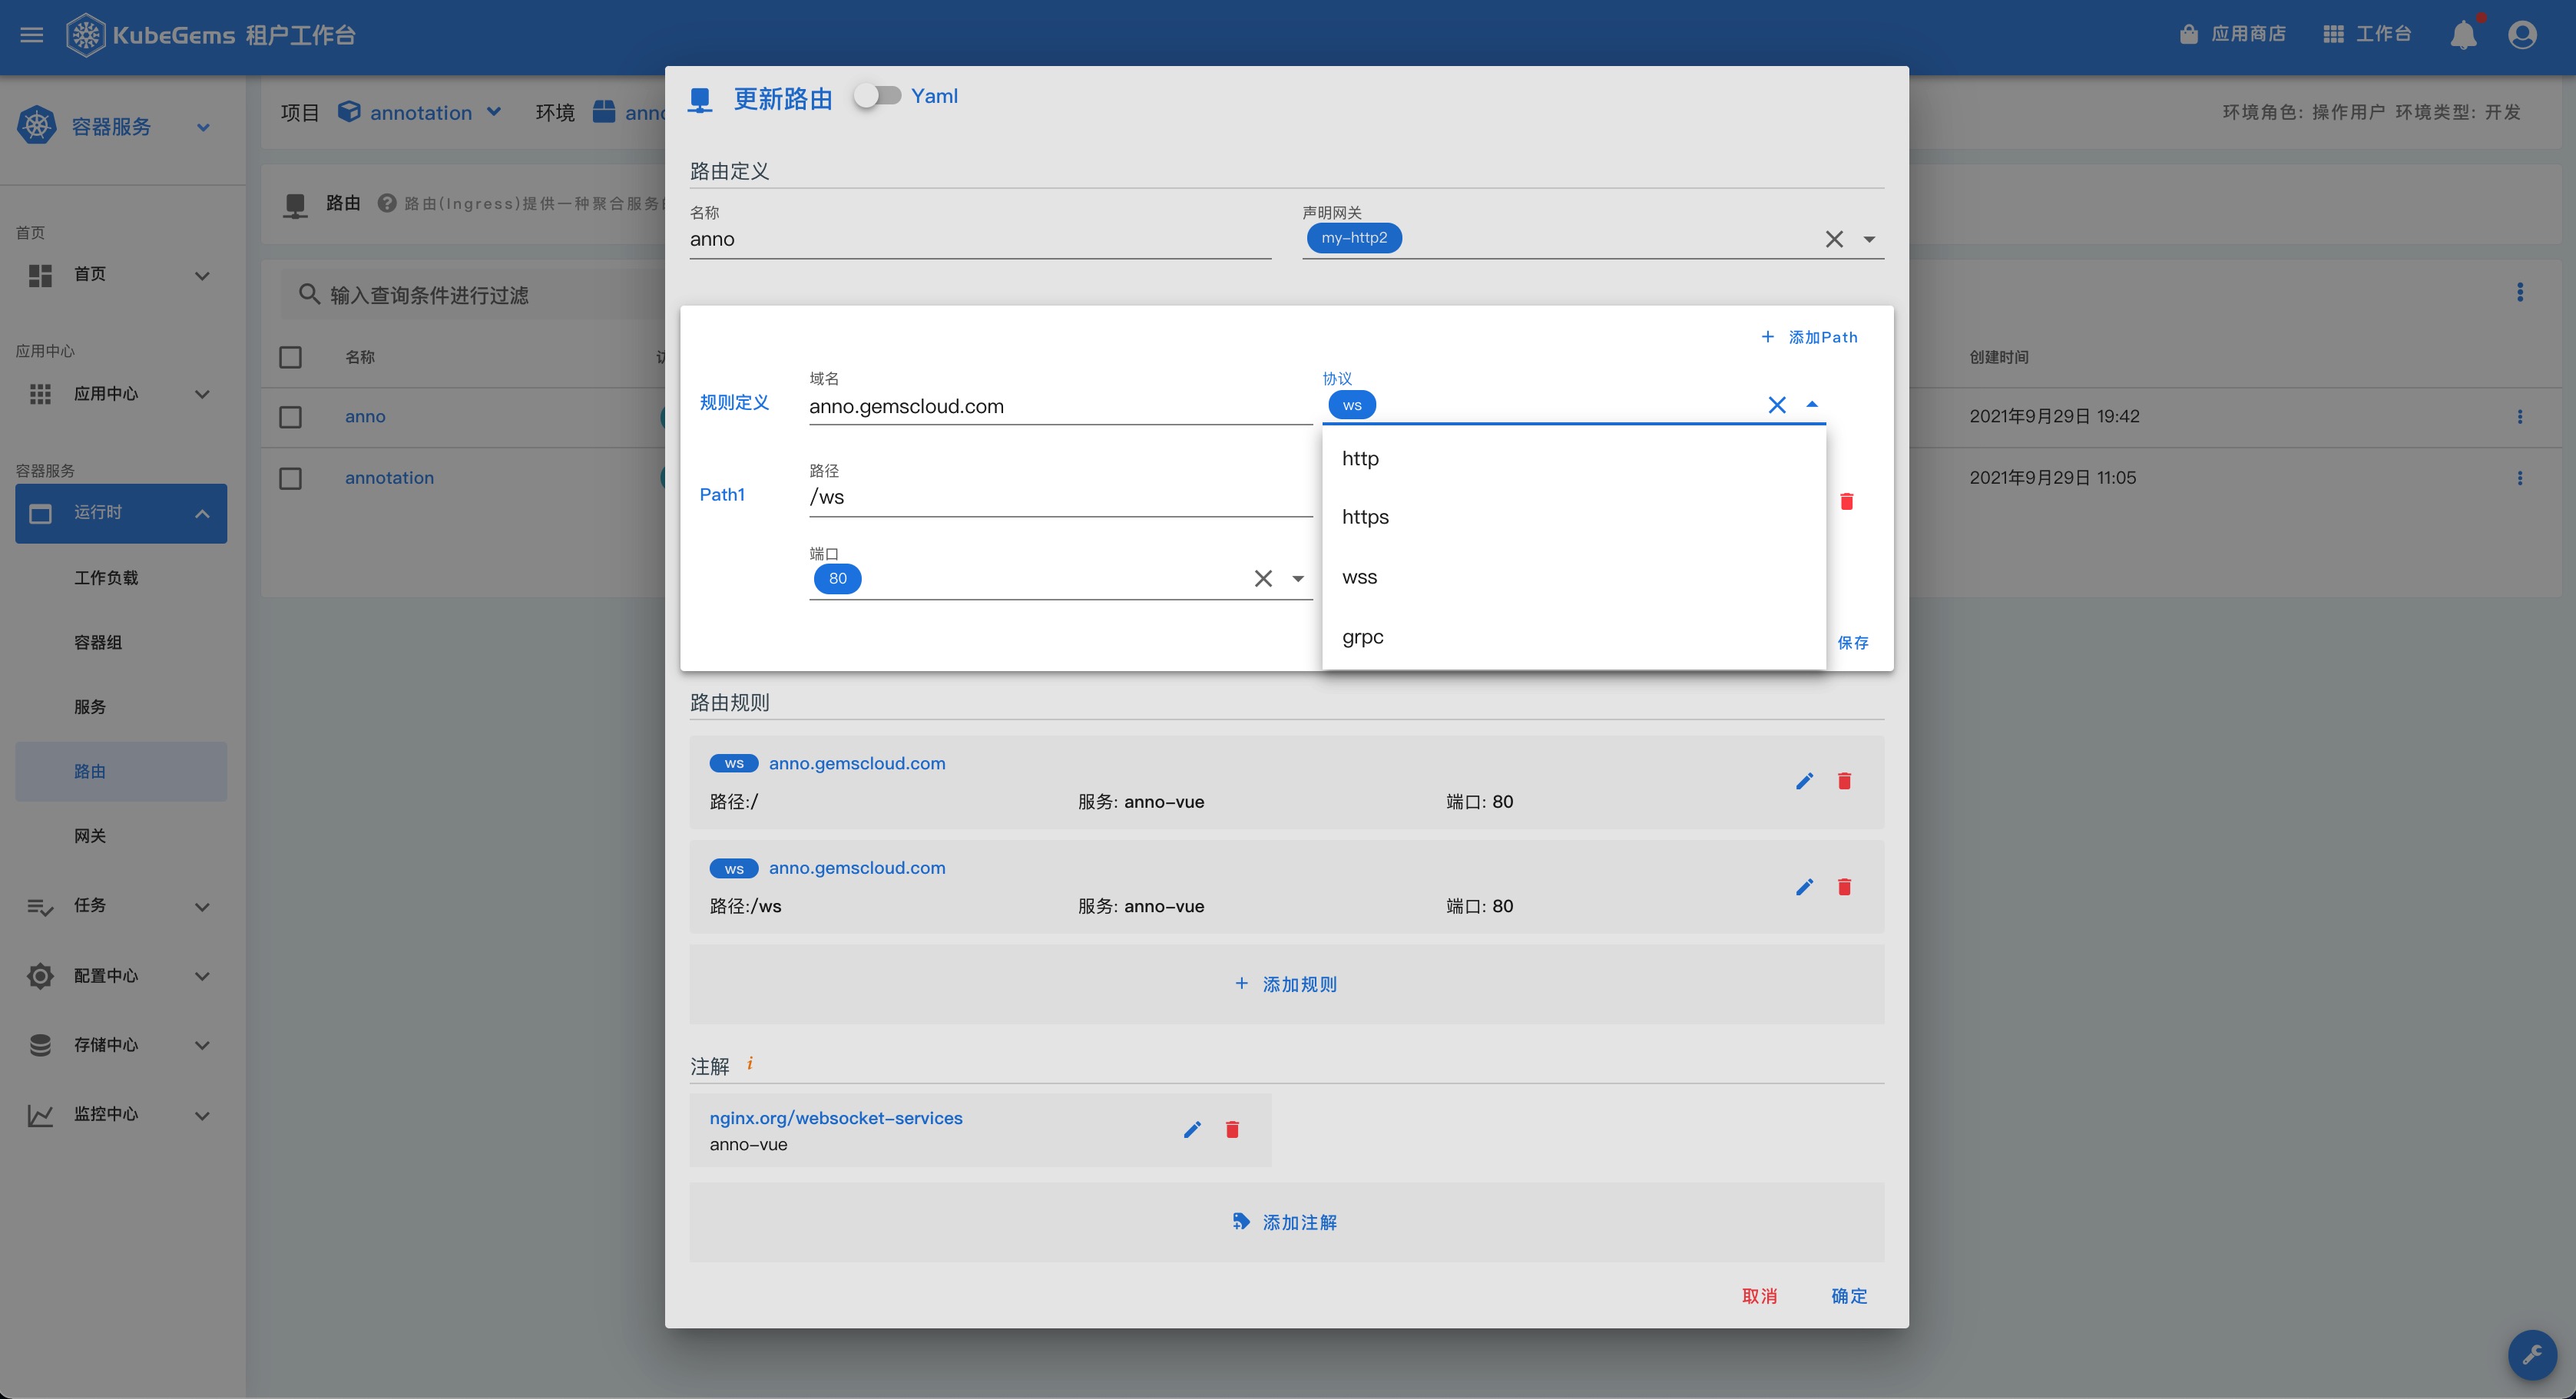 KubeGems 租户工作台
应用商店
工作台
容器服务
项目 annotation
环境
环境角色: 操作用户 环境类型: 开发
首页
首页
应用中心
应用中心
容器服务
运行时
工作负载
容器组
服务
路由
网关
任务
配置中心
存储中心
监控中心
路由 路由(Ingress)提供一种聚合服务
输入查询条件进行过滤
名称
创建时间
anno
2021年9月29日 19:42
annotation
2021年9月29日 11:05
更新路由 Yaml
路由定义
名称
anno
声明网关
my-http2
添加Path
规则定义
域名
anno.gemscloud.com
协议
ws
http
https
wss
grpc
Path1
路径
/ws
端口
80
保存
路由规则
ws anno.gemscloud.com
路径:/ 服务: anno-vue 端口: 80
ws anno.gemscloud.com
路径:/ws 服务: anno-vue 端口: 80
+ 添加规则
注解 i
nginx.org/websocket-services
anno-vue
添加注解
取消 确定